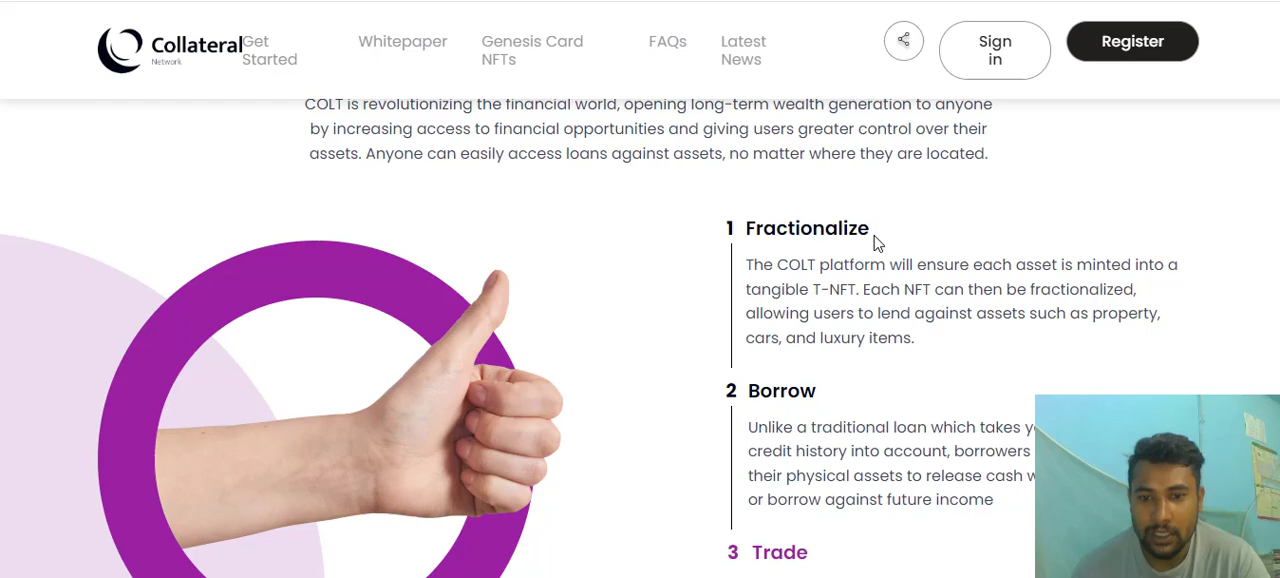 Collateral
Network
Get
Started
Whitepaper
Genesis Card
NFTs
FAQs
Latest
News
Sign
in
Register
COLT is revolutionizing the financial world, opening long-term wealth generation to anyone
by increasing access to financial opportunities and giving users greater control over their
assets. Anyone can easily access loans against assets, no matter where they are located.
1 Fractionalize
The COLT platform will ensure each asset is minted into a
tangible T-NFT. Each NFT can then be fractionalized,
allowing users to lend against assets such as property,
cars, and luxury items.
2 Borrow
Unlike a traditional loan which takes
credit history into account, borrowers
their physical assets to release cash
or borrow against future income
3 Trade